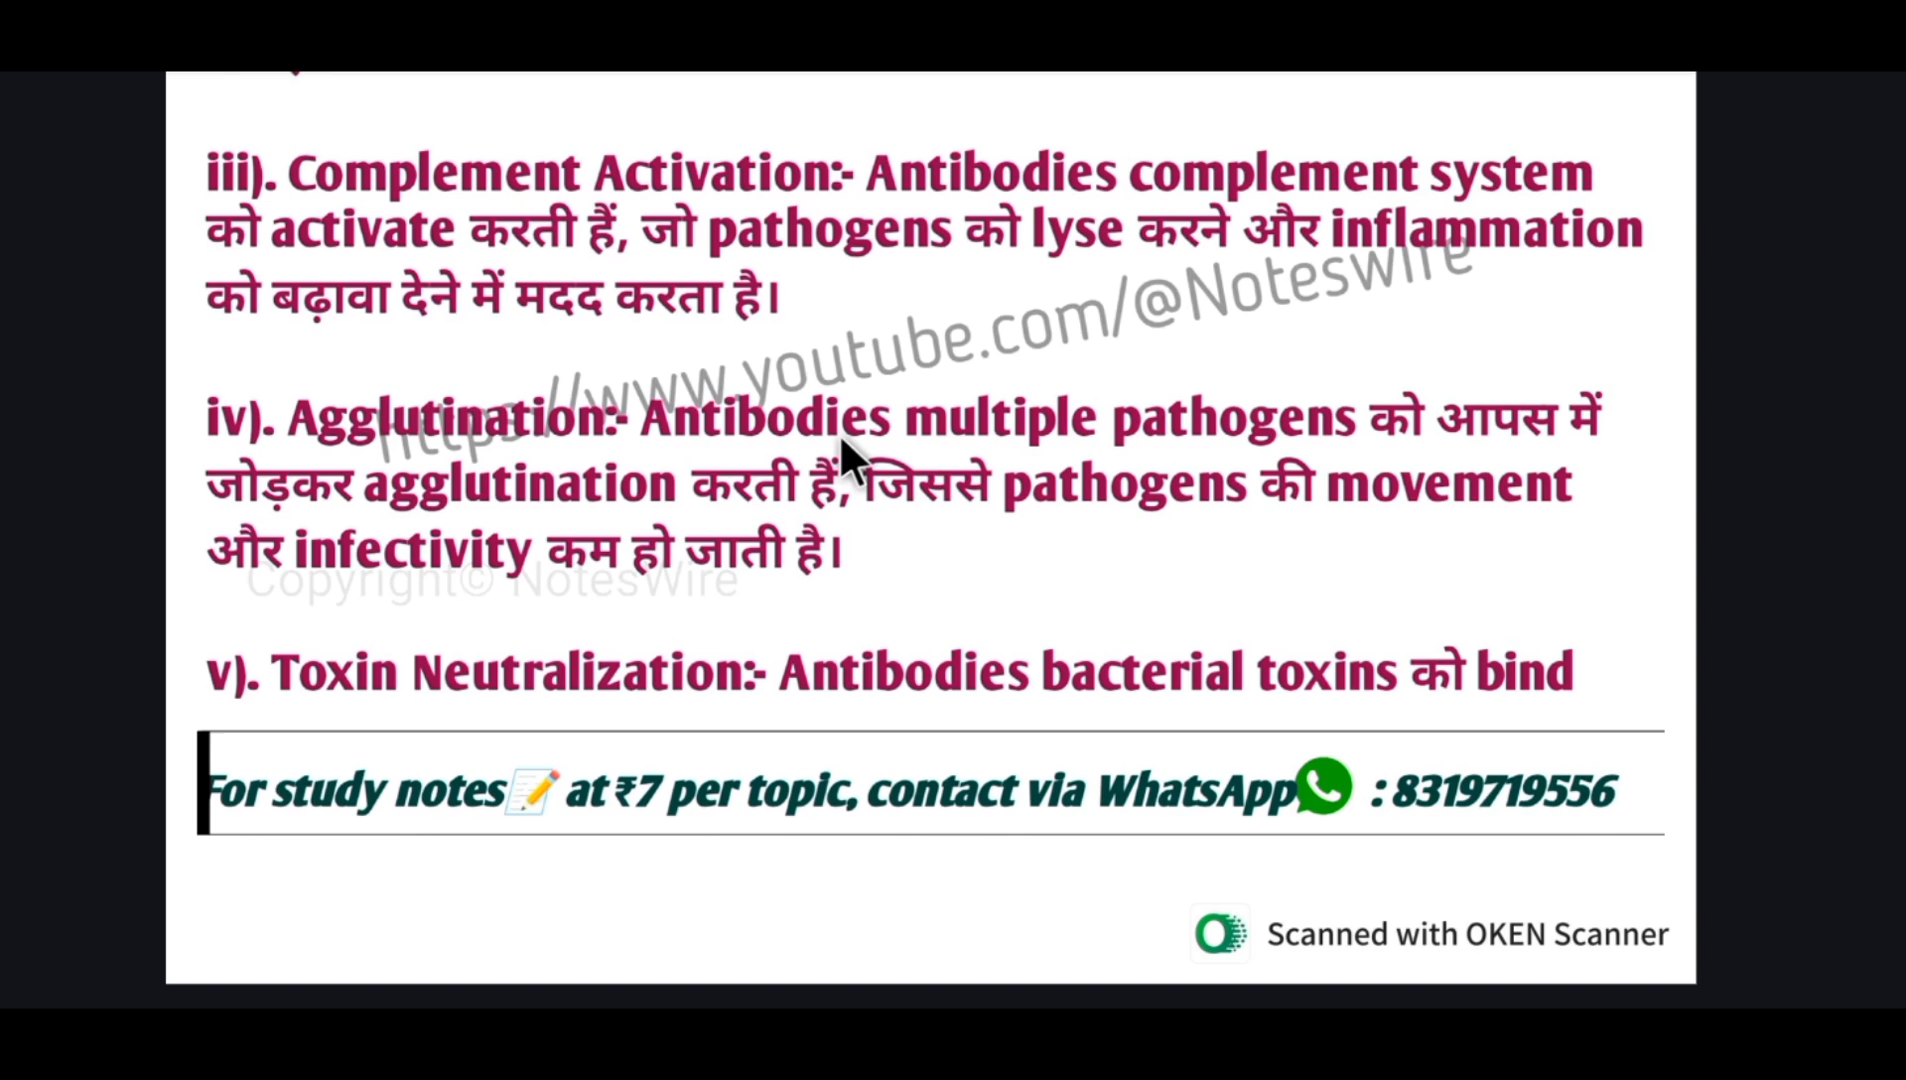 iii). Complement Activation:- Antibodies complement system
को activate करती हैं, जो pathogens को lyse करने और inflammation
को बढ़ावा देने में मदद करता है।
https://www.youtube.com/@Noteswire
iv). Agglutination:- Antibodies multiple pathogens को आपस में
जोड़कर agglutination करती हैं, जिससे pathogens की movement
और infectivity कम हो जाती है।
Copyright© NotesWire
v). Toxin Neutralization:- Antibodies bacterial toxins को bind
For study notes📝 at ₹7 per topic, contact via WhatsApp : 8319719556
Scanned with OKEN Scanner